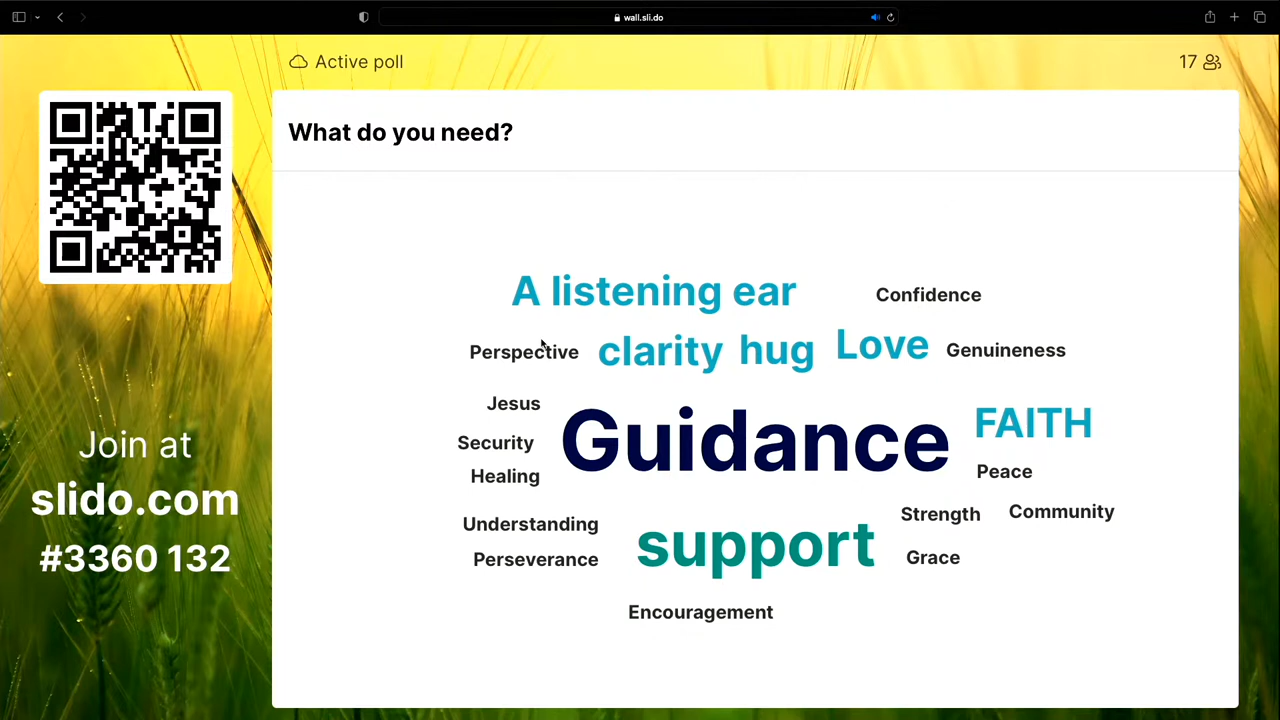 wall.sli.do
Active poll
17
What do you need?
A listening ear
Confidence
Perspective
clarity
hug
Love
Genuineness
Jesus
Guidance
FAITH
Security
Healing
Peace
Understanding
support
Strength
Community
Perseverance
Grace
Encouragement
Join at
slido.com
#3360 132